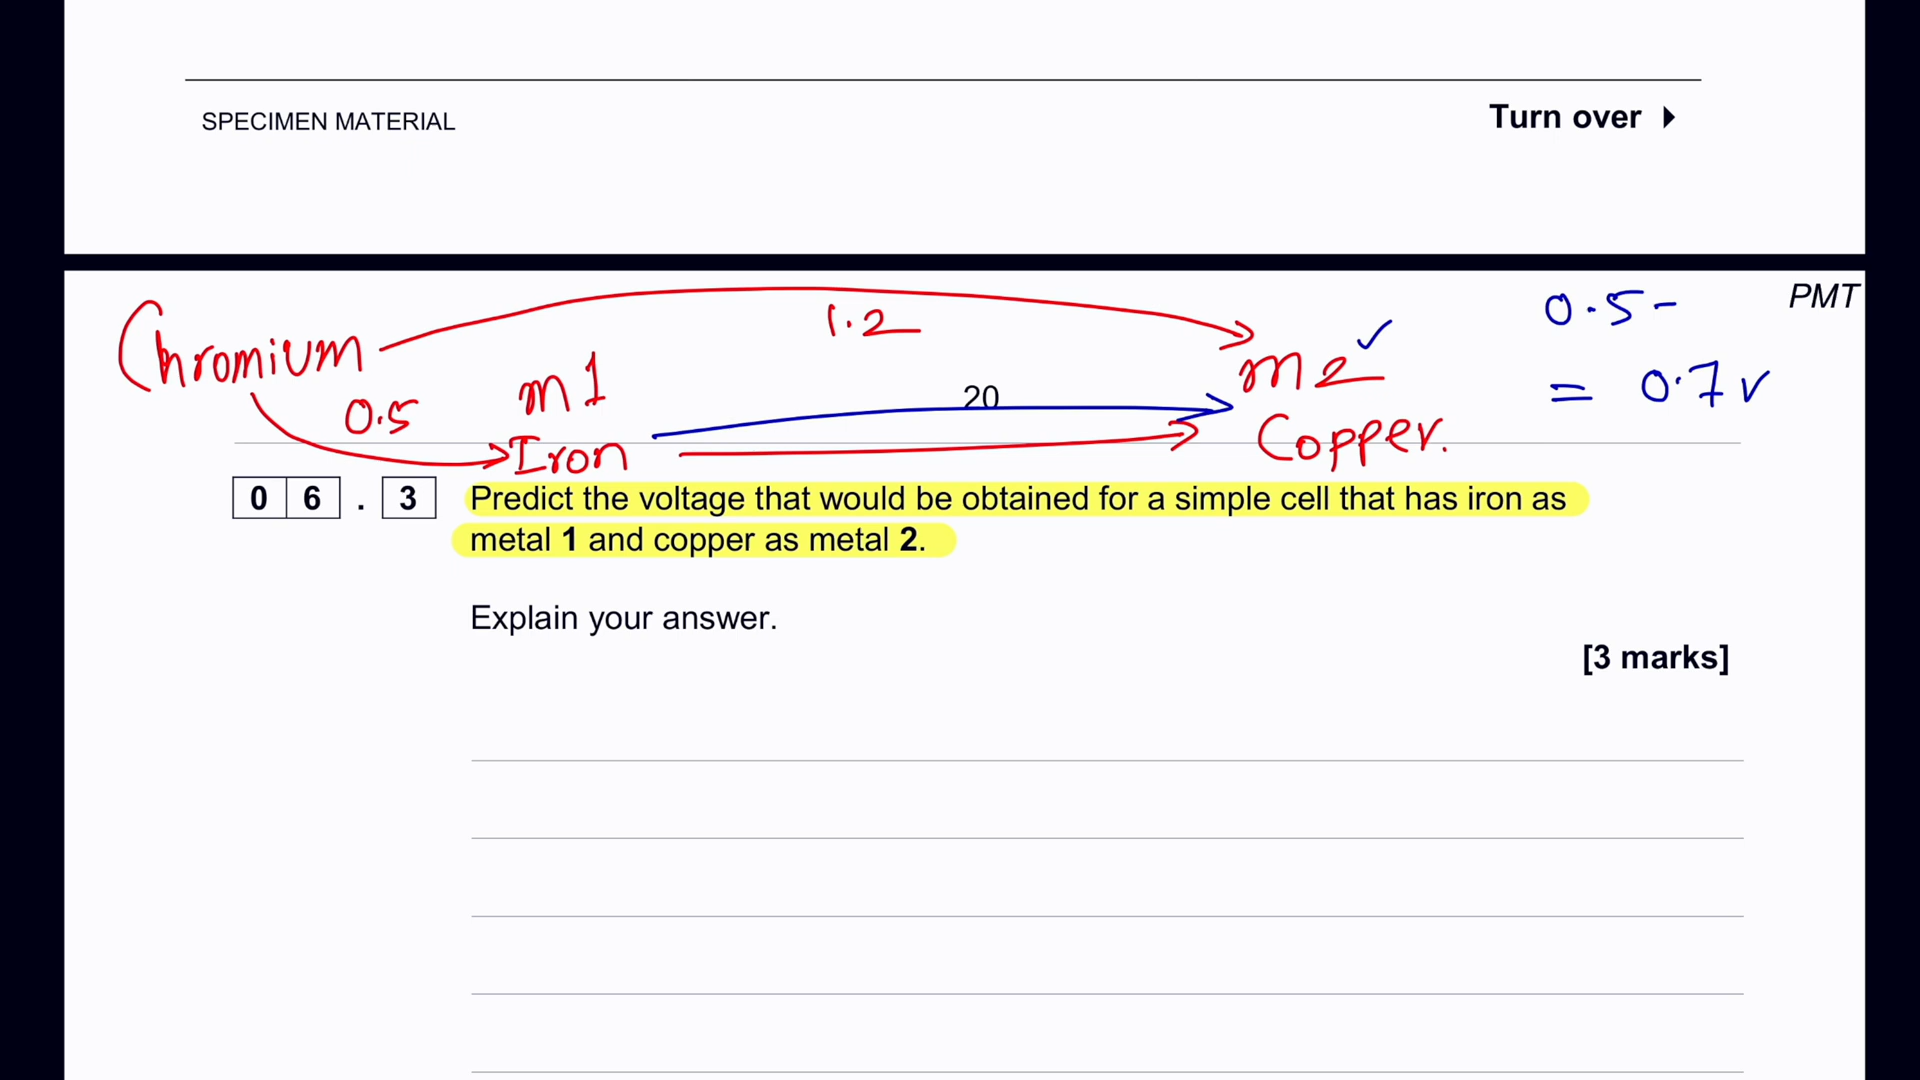 SPECIMEN MATERIAL
Turn over
PMT
0.5 -
1.2
Chromium
m1
m2
20
= 0.7 v
0.5
Iron
Copper.
0 6 . 3 Predict the voltage that would be obtained for a simple cell that has iron as
metal 1 and copper as metal 2.
Explain your answer.
[3 marks]